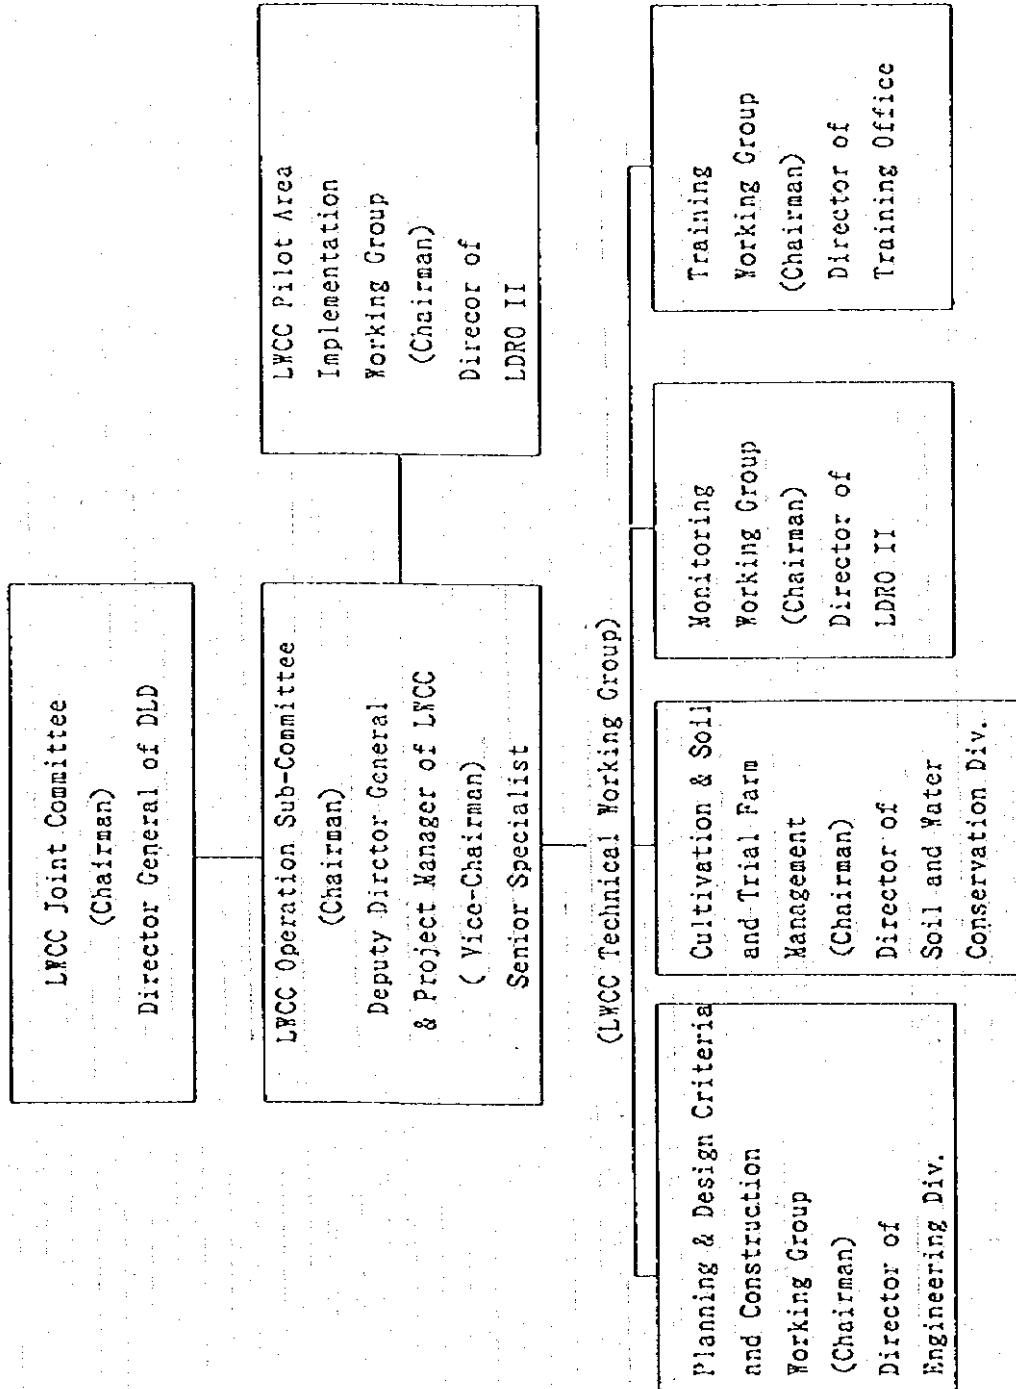 LWCC Joint Committee
(Chairman)
Director General of DLD
LWCC Operation Sub-Committee
(Chairman)
Deputy Dirctor General
& Project Manager of LWCC
( Vice-Chairman)
Senior Specialist
LWCC Pilot Area
Implementation
Working Group
(Chairman)
Direcor of
LDRO II
(LWCC Technical Working Group)
Planning & Design Criteria
and Construction
Working Group
(Chairman)
Director of
Engineering Div.
Cultivation & Soil
and Trial Farm
Management
(Chairman)
Director of
Soil and Water
Conservation Div.
Monitoring
Working Group
(Chairman)
Director of
LDRO II
Training
Working Group
(Chairman)
Director of
Training Office